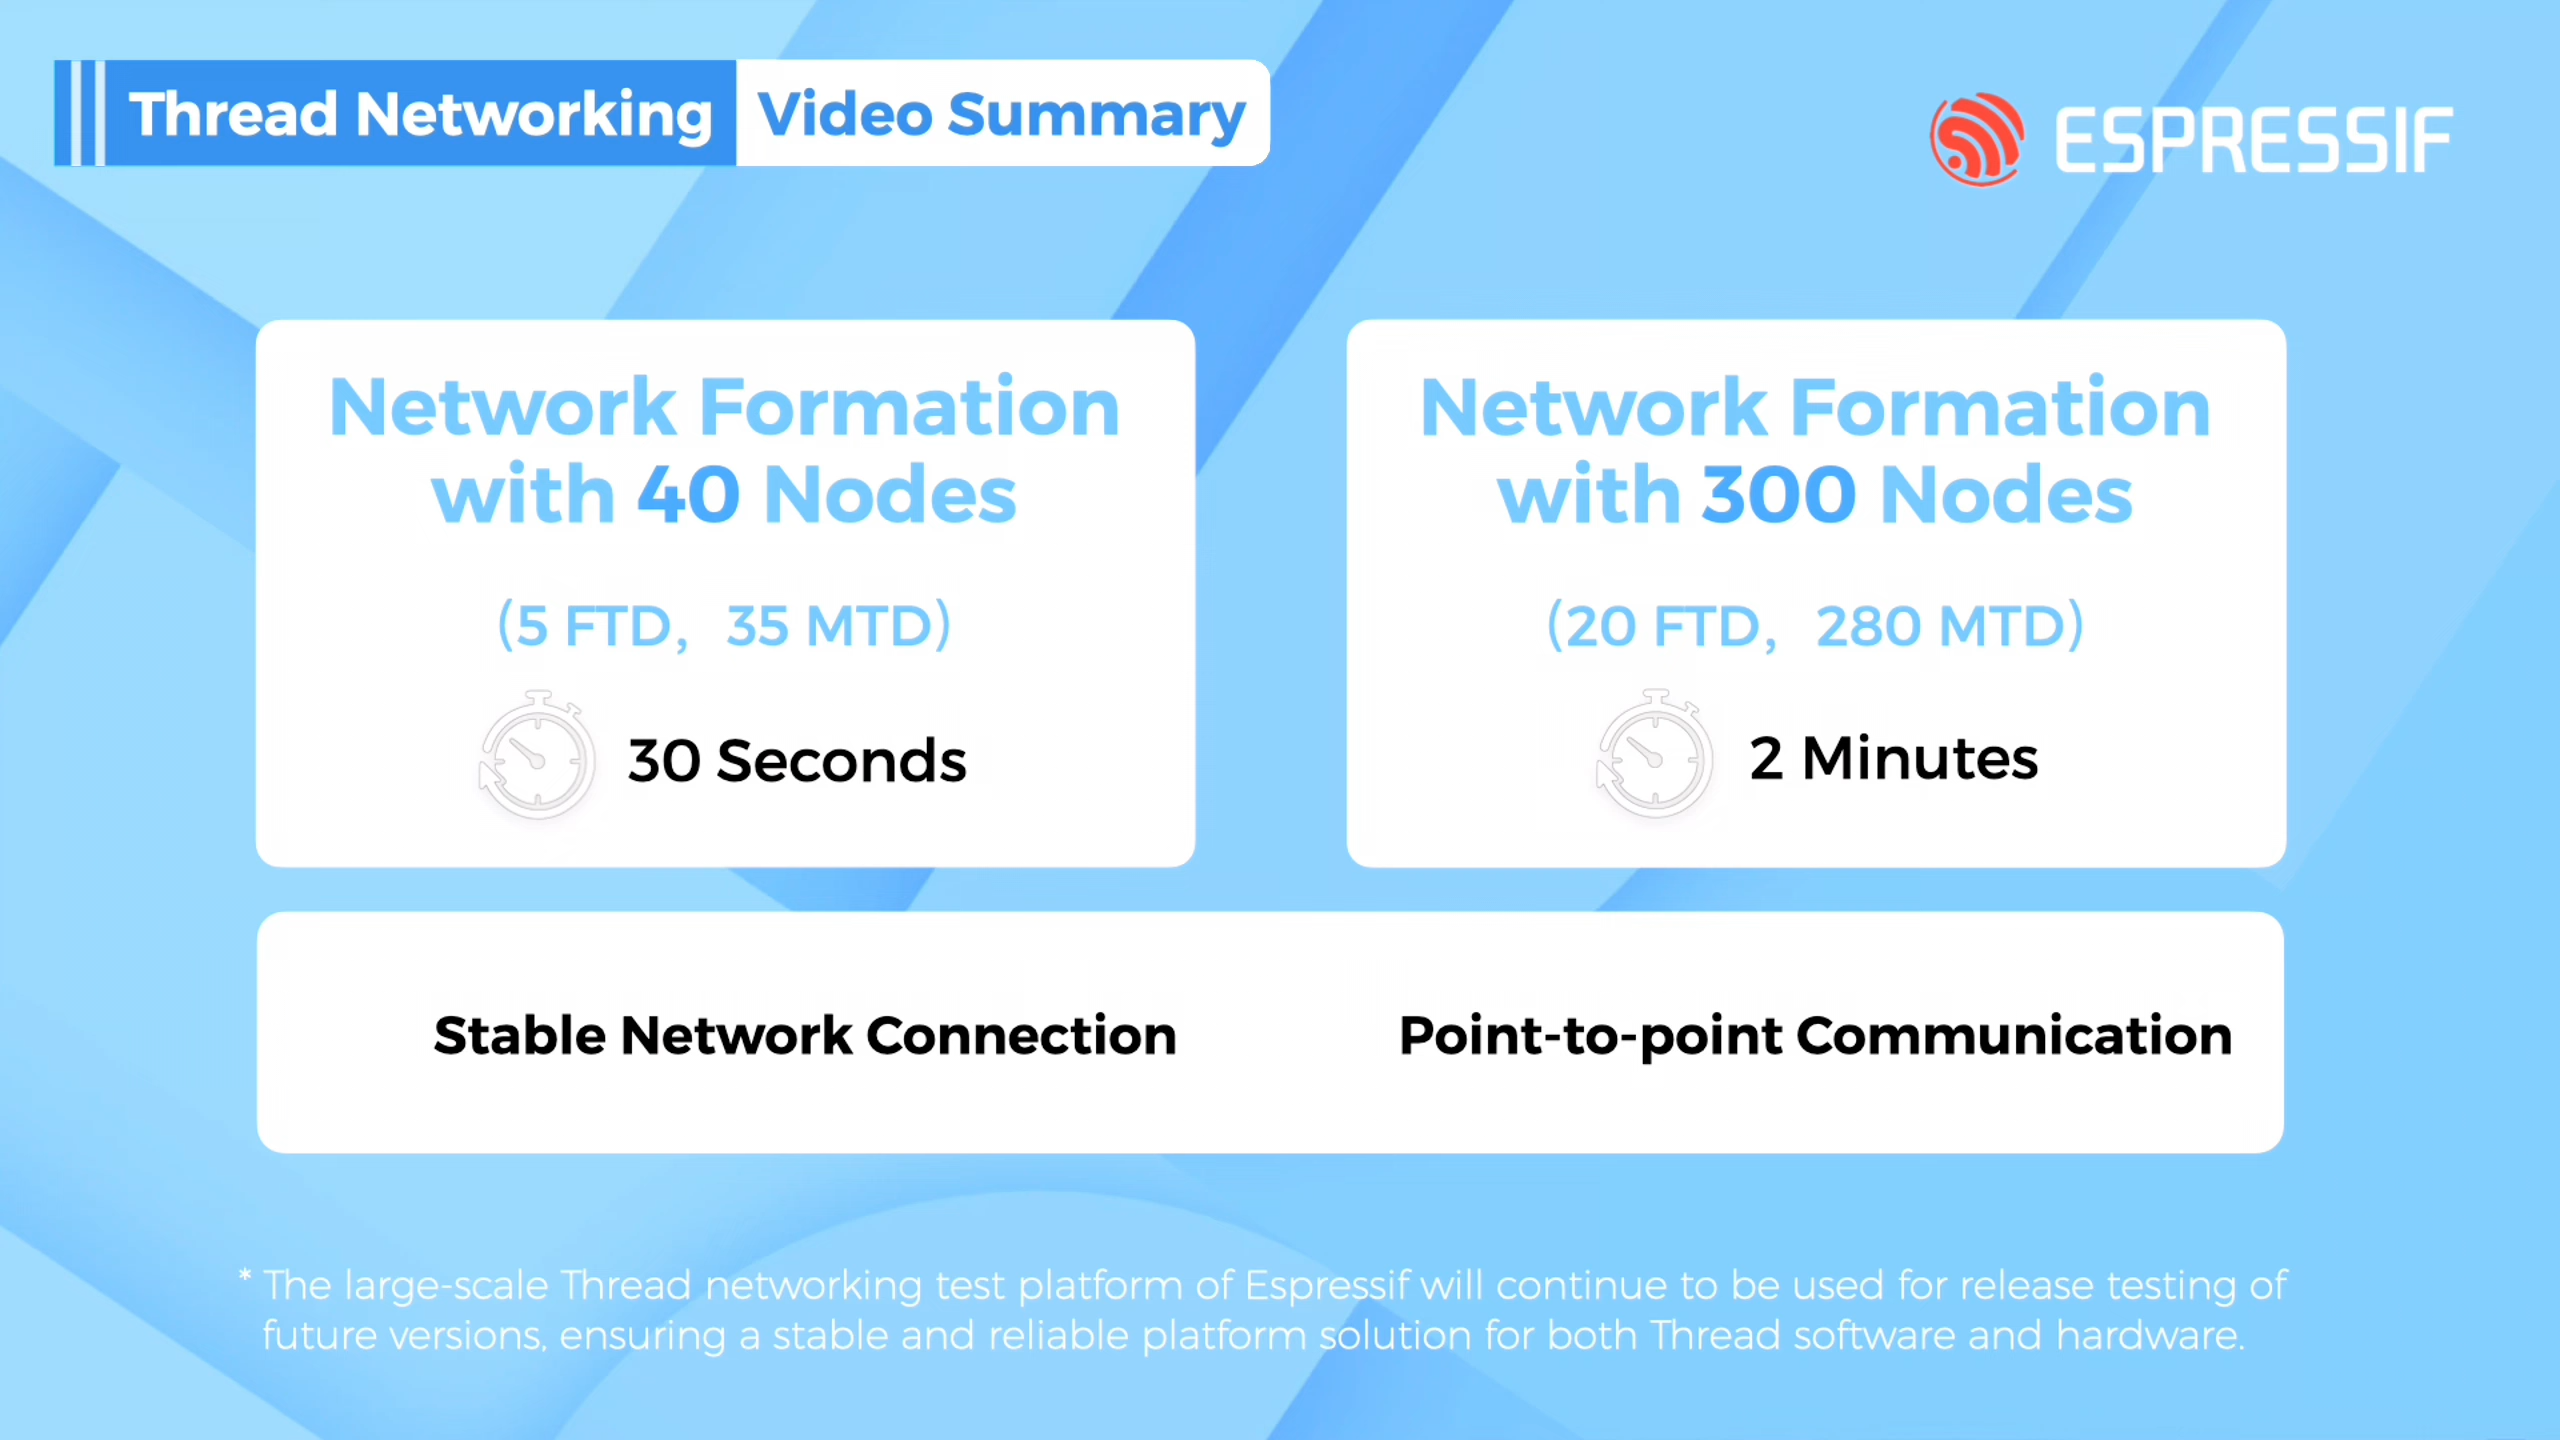 Thread Networking Video Summary
ESPRESSIF
Network Formation
with 40 Nodes
(5 FTD，35 MTD)
30 Seconds
Network Formation
with 300 Nodes
(20 FTD，280 MTD)
2 Minutes
Stable Network Connection
Point-to-point Communication
* The large-scale Thread networking test platform of Espressif will continue to be used for release testing of
future versions, ensuring a stable and reliable platform solution for both Thread software and hardware.